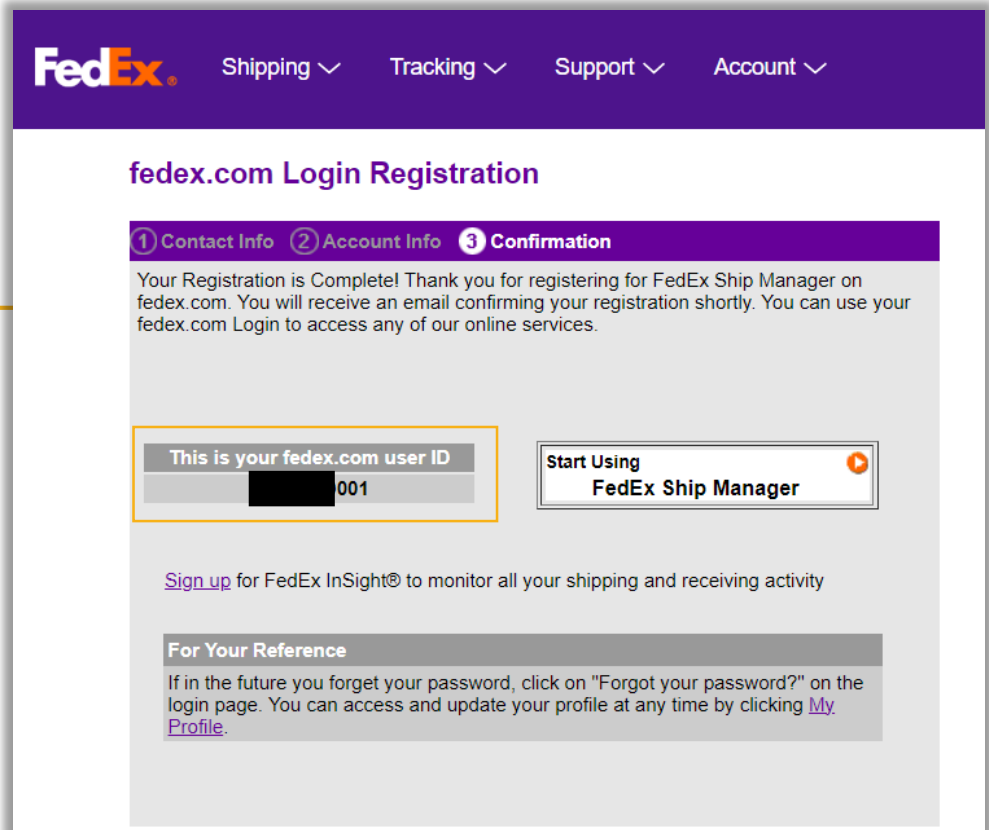 FedEx®
Shipping Tracking Support Account
fedex.com Login Registration
1 Contact Info 2 Account Info 3 Confirmation
Your Registration is Complete! Thank you for registering for FedEx Ship Manager on
fedex.com. You will receive an email confirming your registration shortly. You can use your
fedex.com Login to access any of our online services.
This is your fedex.com user ID
001
Start Using
FedEx Ship Manager
Sign up for FedEx InSight® to monitor all your shipping and receiving activity
For Your Reference
If in the future you forget your password, click on "Forgot your password?" on the
login page. You can access and update your profile at any time by clicking My
Profile.